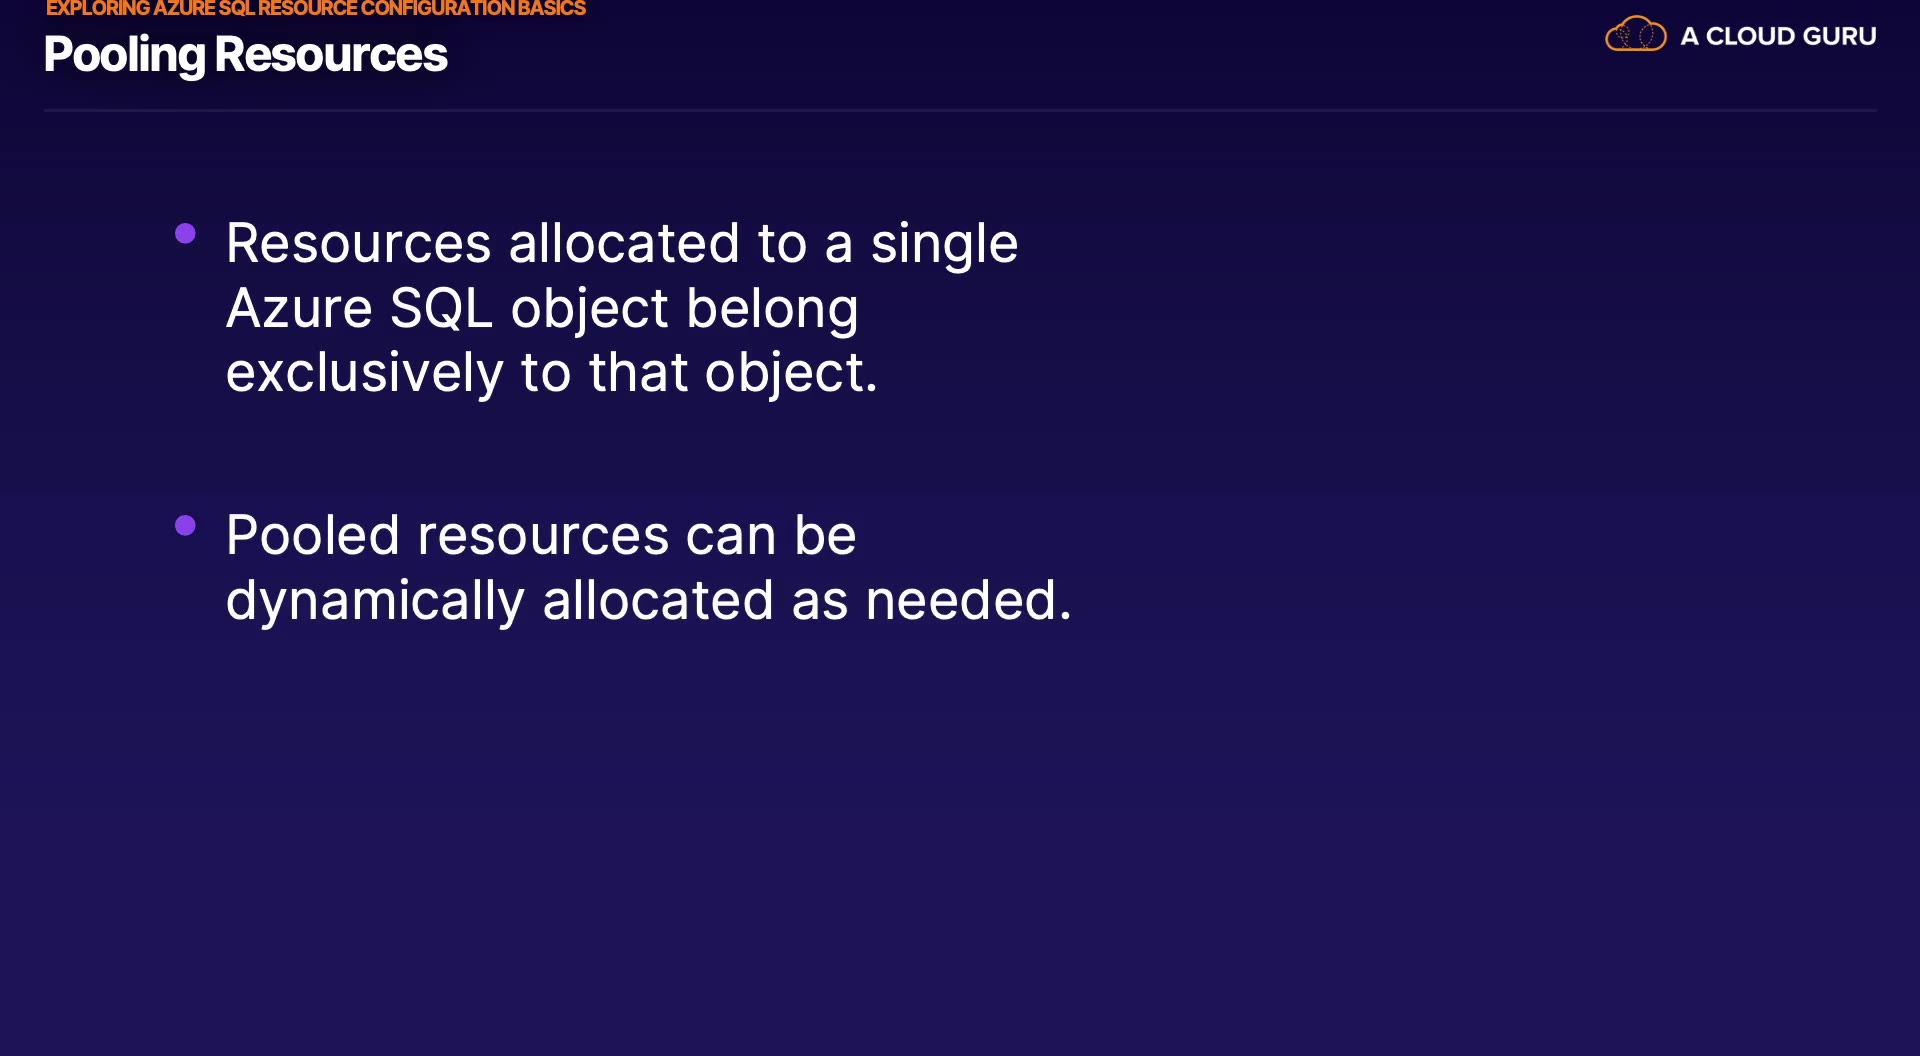 EXPLORING AZURE SQL RESOURCE CONFIGURATION BASICS
Pooling Resources
A CLOUD GURU
Resources allocated to a single
Azure SQL object belong
exclusively to that object.
Pooled resources can be
dynamically allocated as needed.